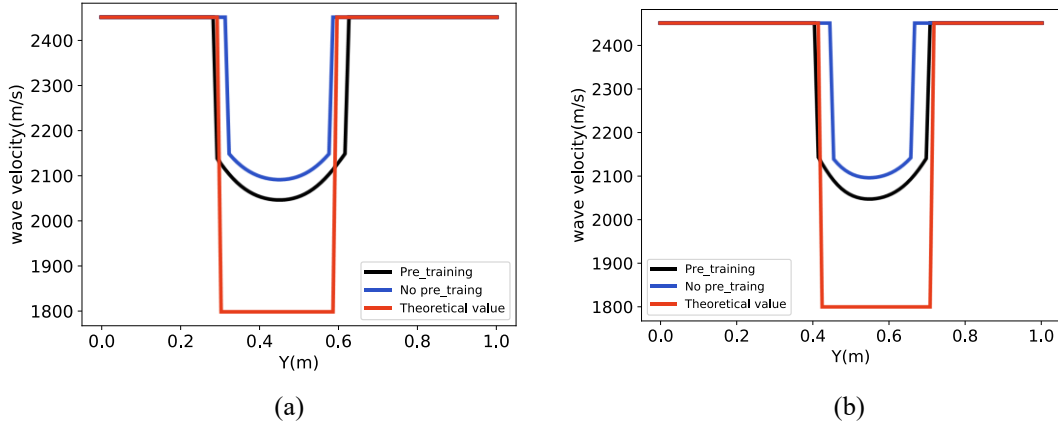 2400
2300
2200
2100
2000
1900
1800
wave velocity(m/s)
Pre_training
No pre_traing
Theoretical value
0.0 0.2 0.4 0.6 0.8 1.0
Y(m)
(a)
2400
2300
2200
2100
2000
1900
1800
wave velocity(m/s)
Pre_training
No pre_traing
Theoretical value
0.0 0.2 0.4 0.6 0.8 1.0
Y(m)
(b)